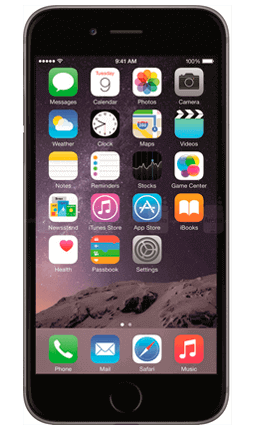 9:41 AM 100%
Tuesday
9
Messages Calendar Photos Camera
Weather Clock Maps Videos
Notes Reminders Stocks Game Center
Newsstand iTunes Store App Store iBooks
Health Passbook Settings
Phone Mail Safari Music